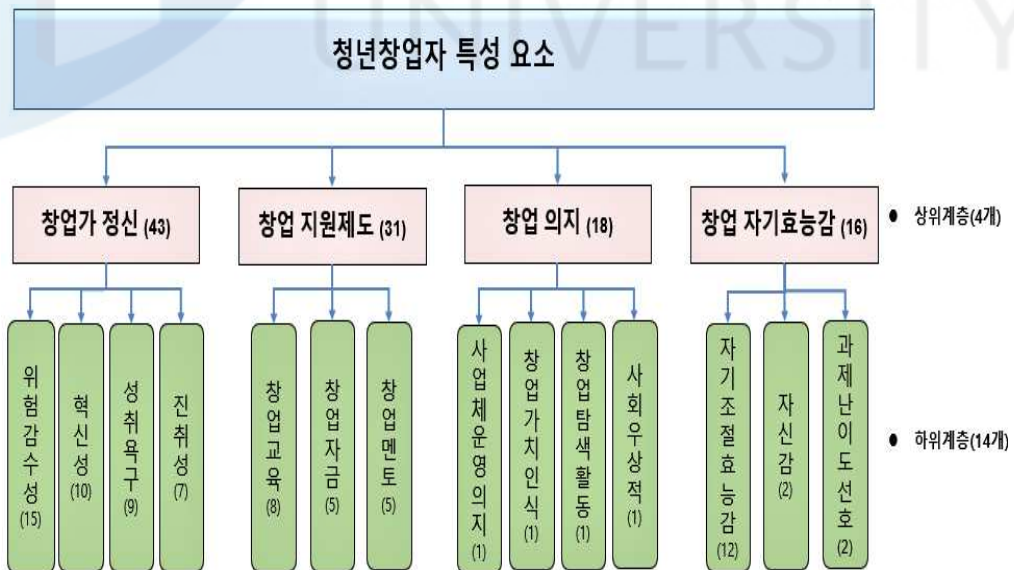 UNIVERSITY
청년창업자 특성 요소
창업가 정신 (43)
창업 지원제도 (31)
창업 의지 (18)
창업 자기효능감 (16)
● 상위계층(4개)
위험감수성 (15)
혁신성 (10)
성취욕구 (9)
진취성 (7)
창업교육 (8)
창업자금 (5)
창업멘토 (5)
사업체운영의지 (1)
창업가치인식 (1)
창업탐색활동 (1)
사회우상적 (1)
자기조절효능감 (12)
자신감 (2)
과제난이도선호 (2)
● 하위계층(14개)